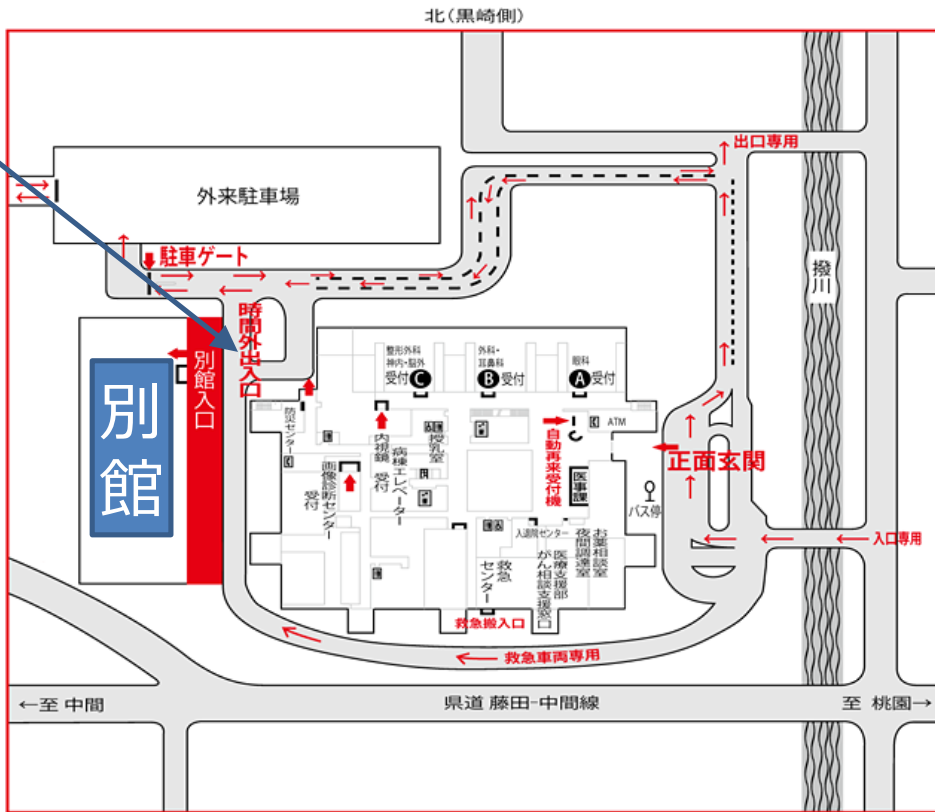 北(黒崎側)
出口専用
外来駐車場
駐車ゲート
撥川
時間外出入口
別館入口
別館
整形外科
神内・脳外
受付 C
外科・
耳鼻科
B 受付
眼科
A 受付
防災センター
内視鏡 受付
授乳室
病棟エレベーター
画像診断センター
受付
自動再来受付機
ATM
医事課
正面玄関
バス停
入口専用
入退院センター
お薬相談室
夜間調達室
医療支援部
がん相談支援窓口
救急
センター
救急搬入口
救急車両専用
←至 中間
県道 藤田-中間線
至 桃園→